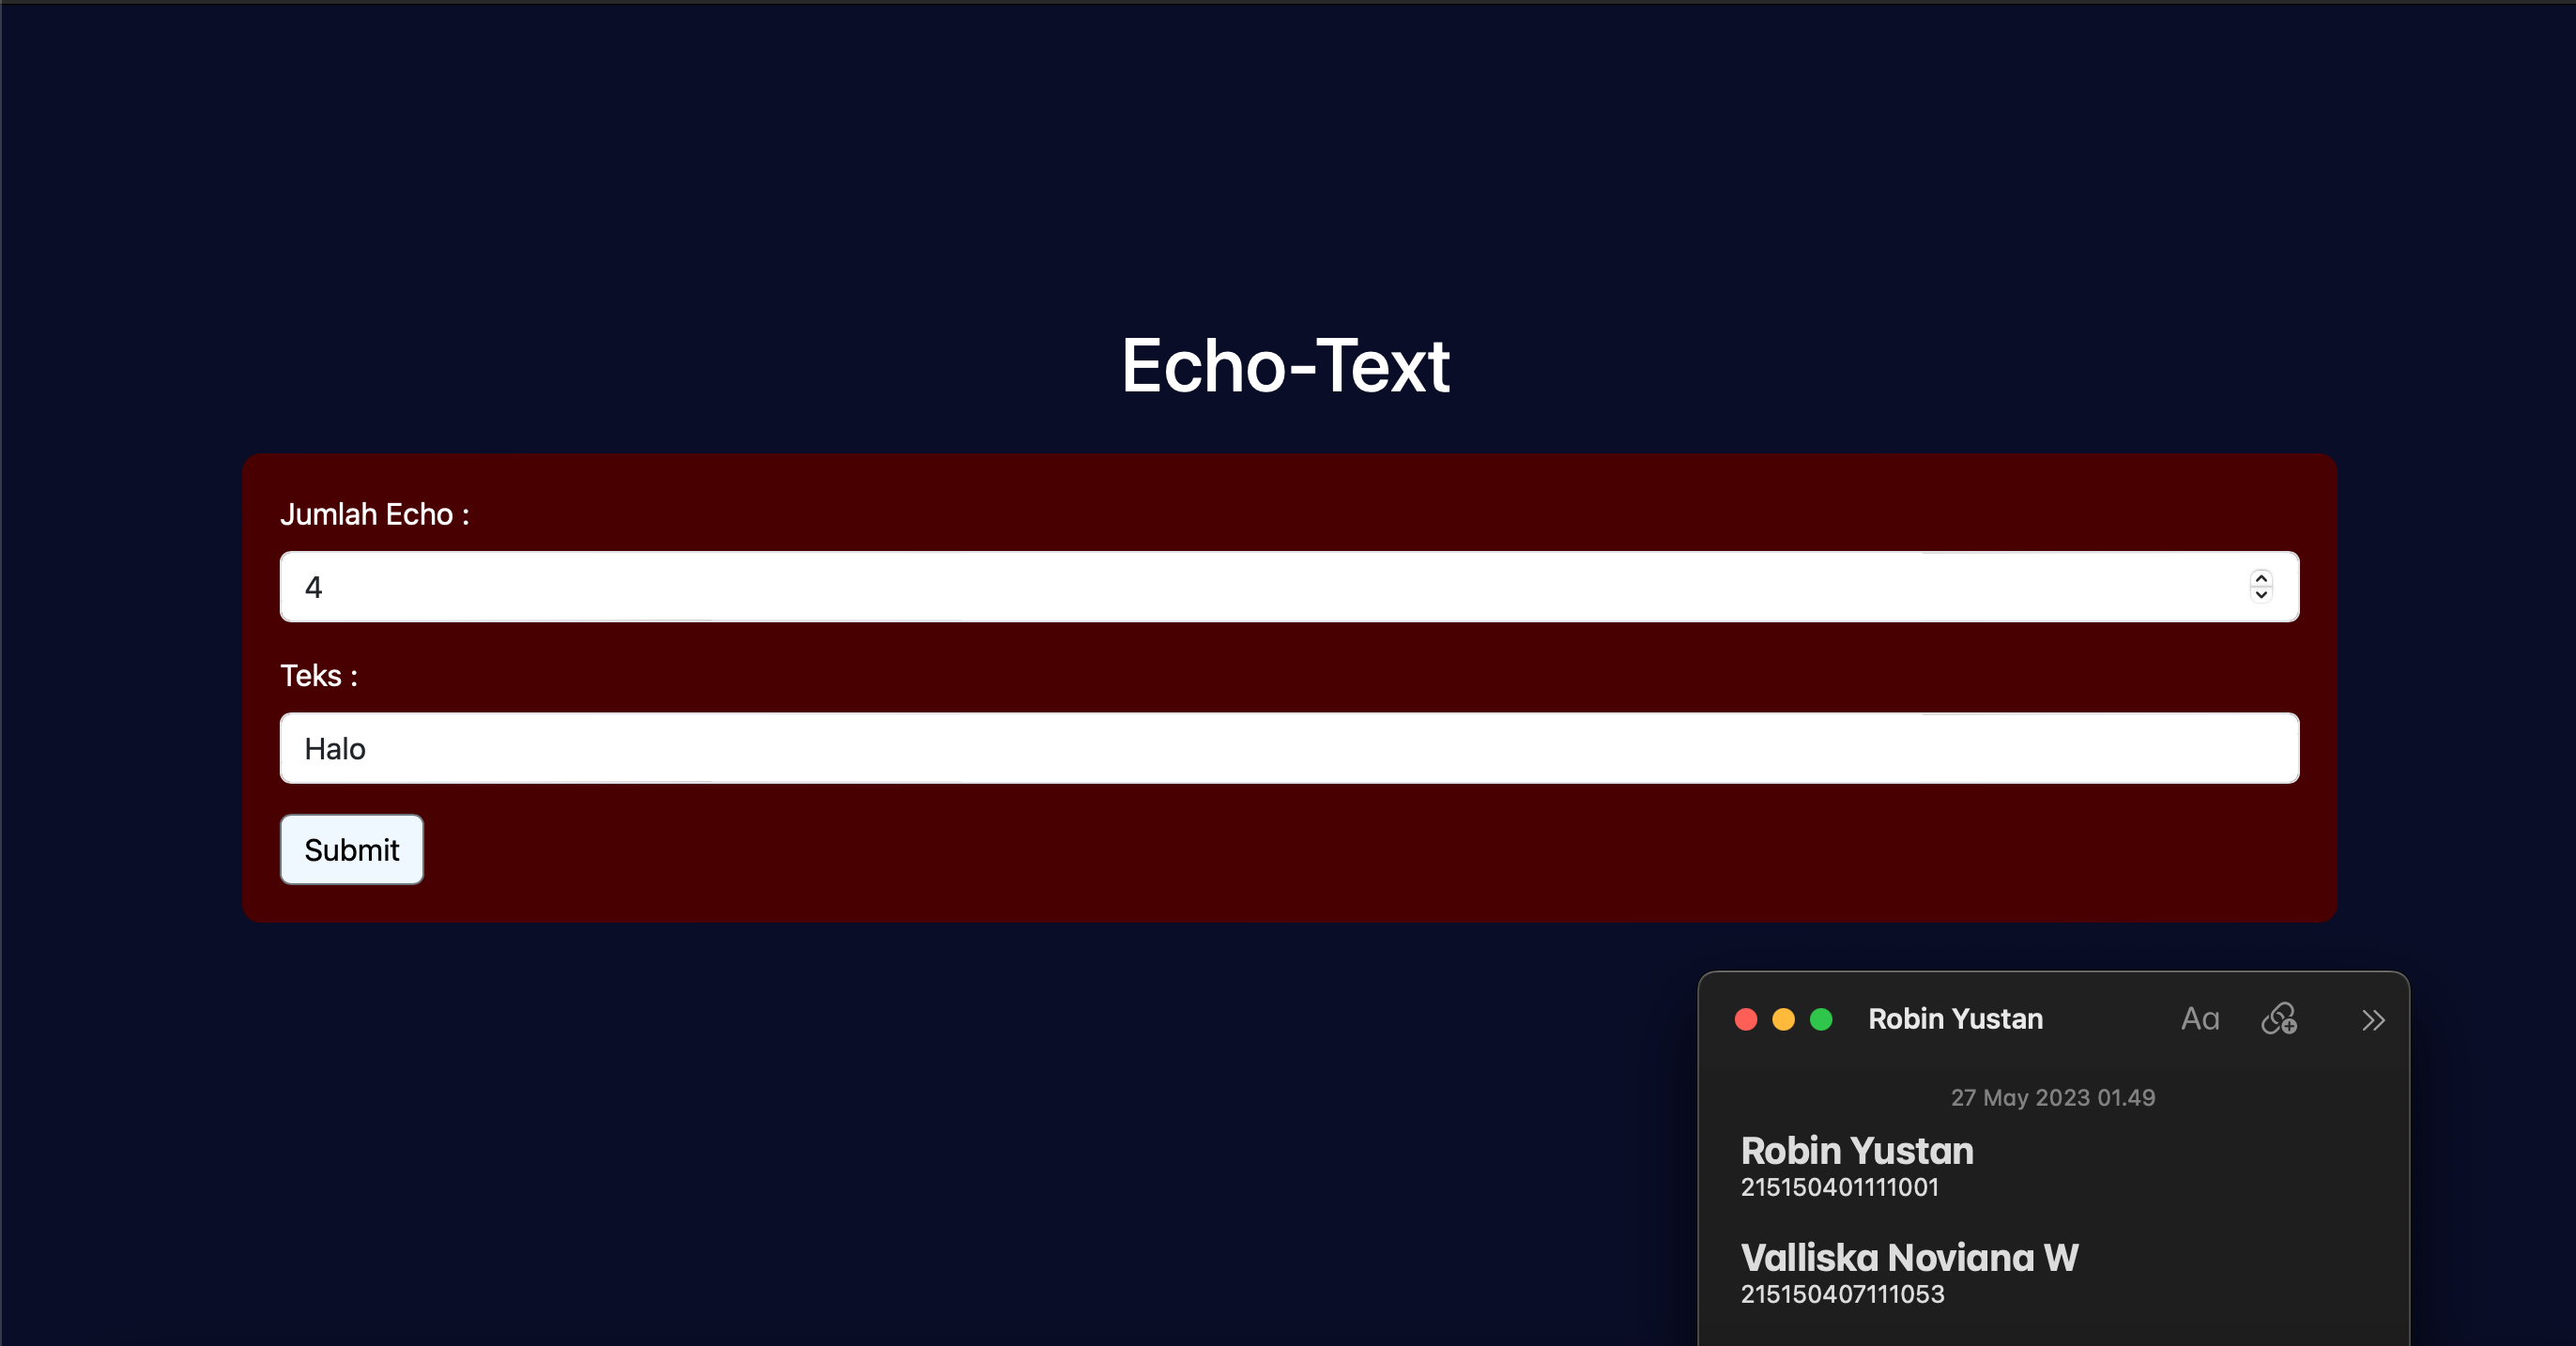 Echo-Text
Jumlah Echo :
4
Teks :
Halo
Submit
Robin Yustan
Aa
27 May 2023 01.49
Robin Yustan
215150401111001
Valliska Noviana W
215150407111053